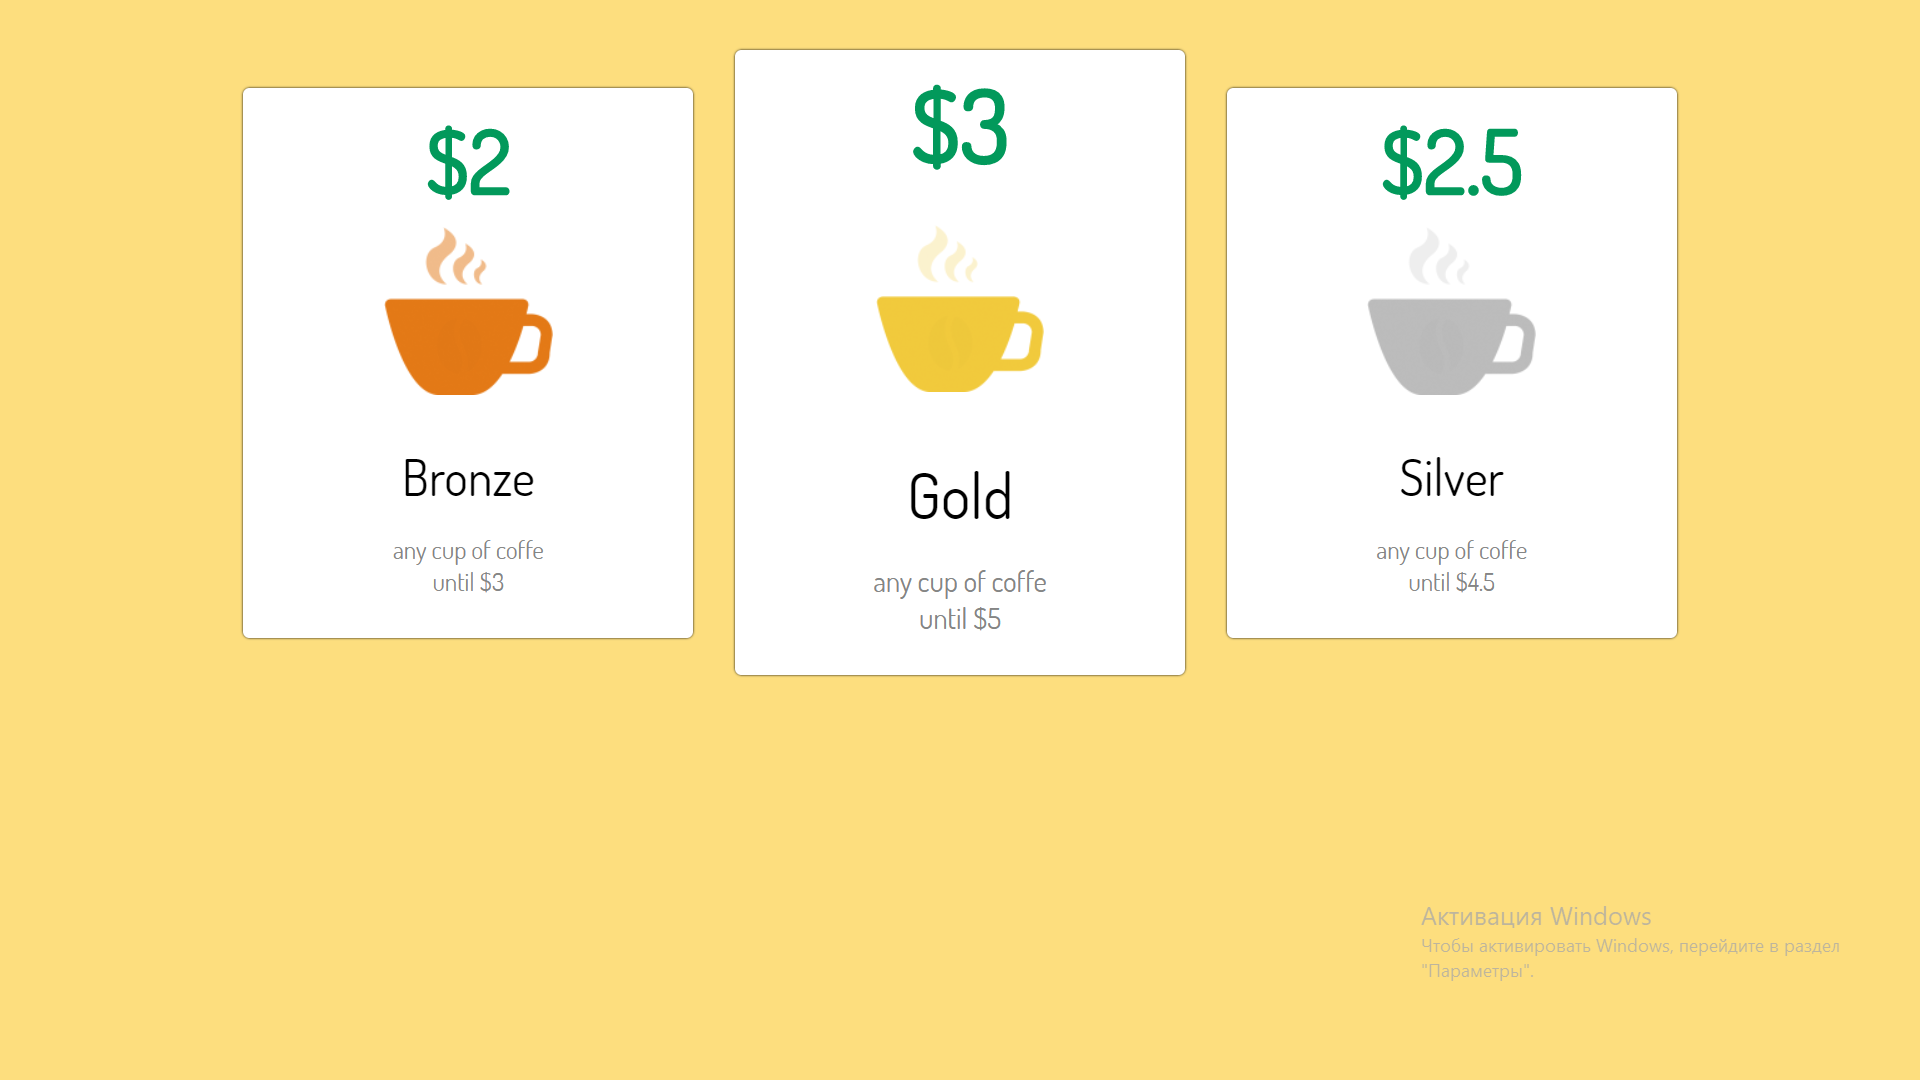 $2
Bronze
any cup of coffe
until $3
$3
Gold
any cup of coffe
until $5
$2.5
Silver
any cup of coffe
until $4.5
Активация Windows
Чтобы активировать Windows, перейдите в раздел
"Параметры".